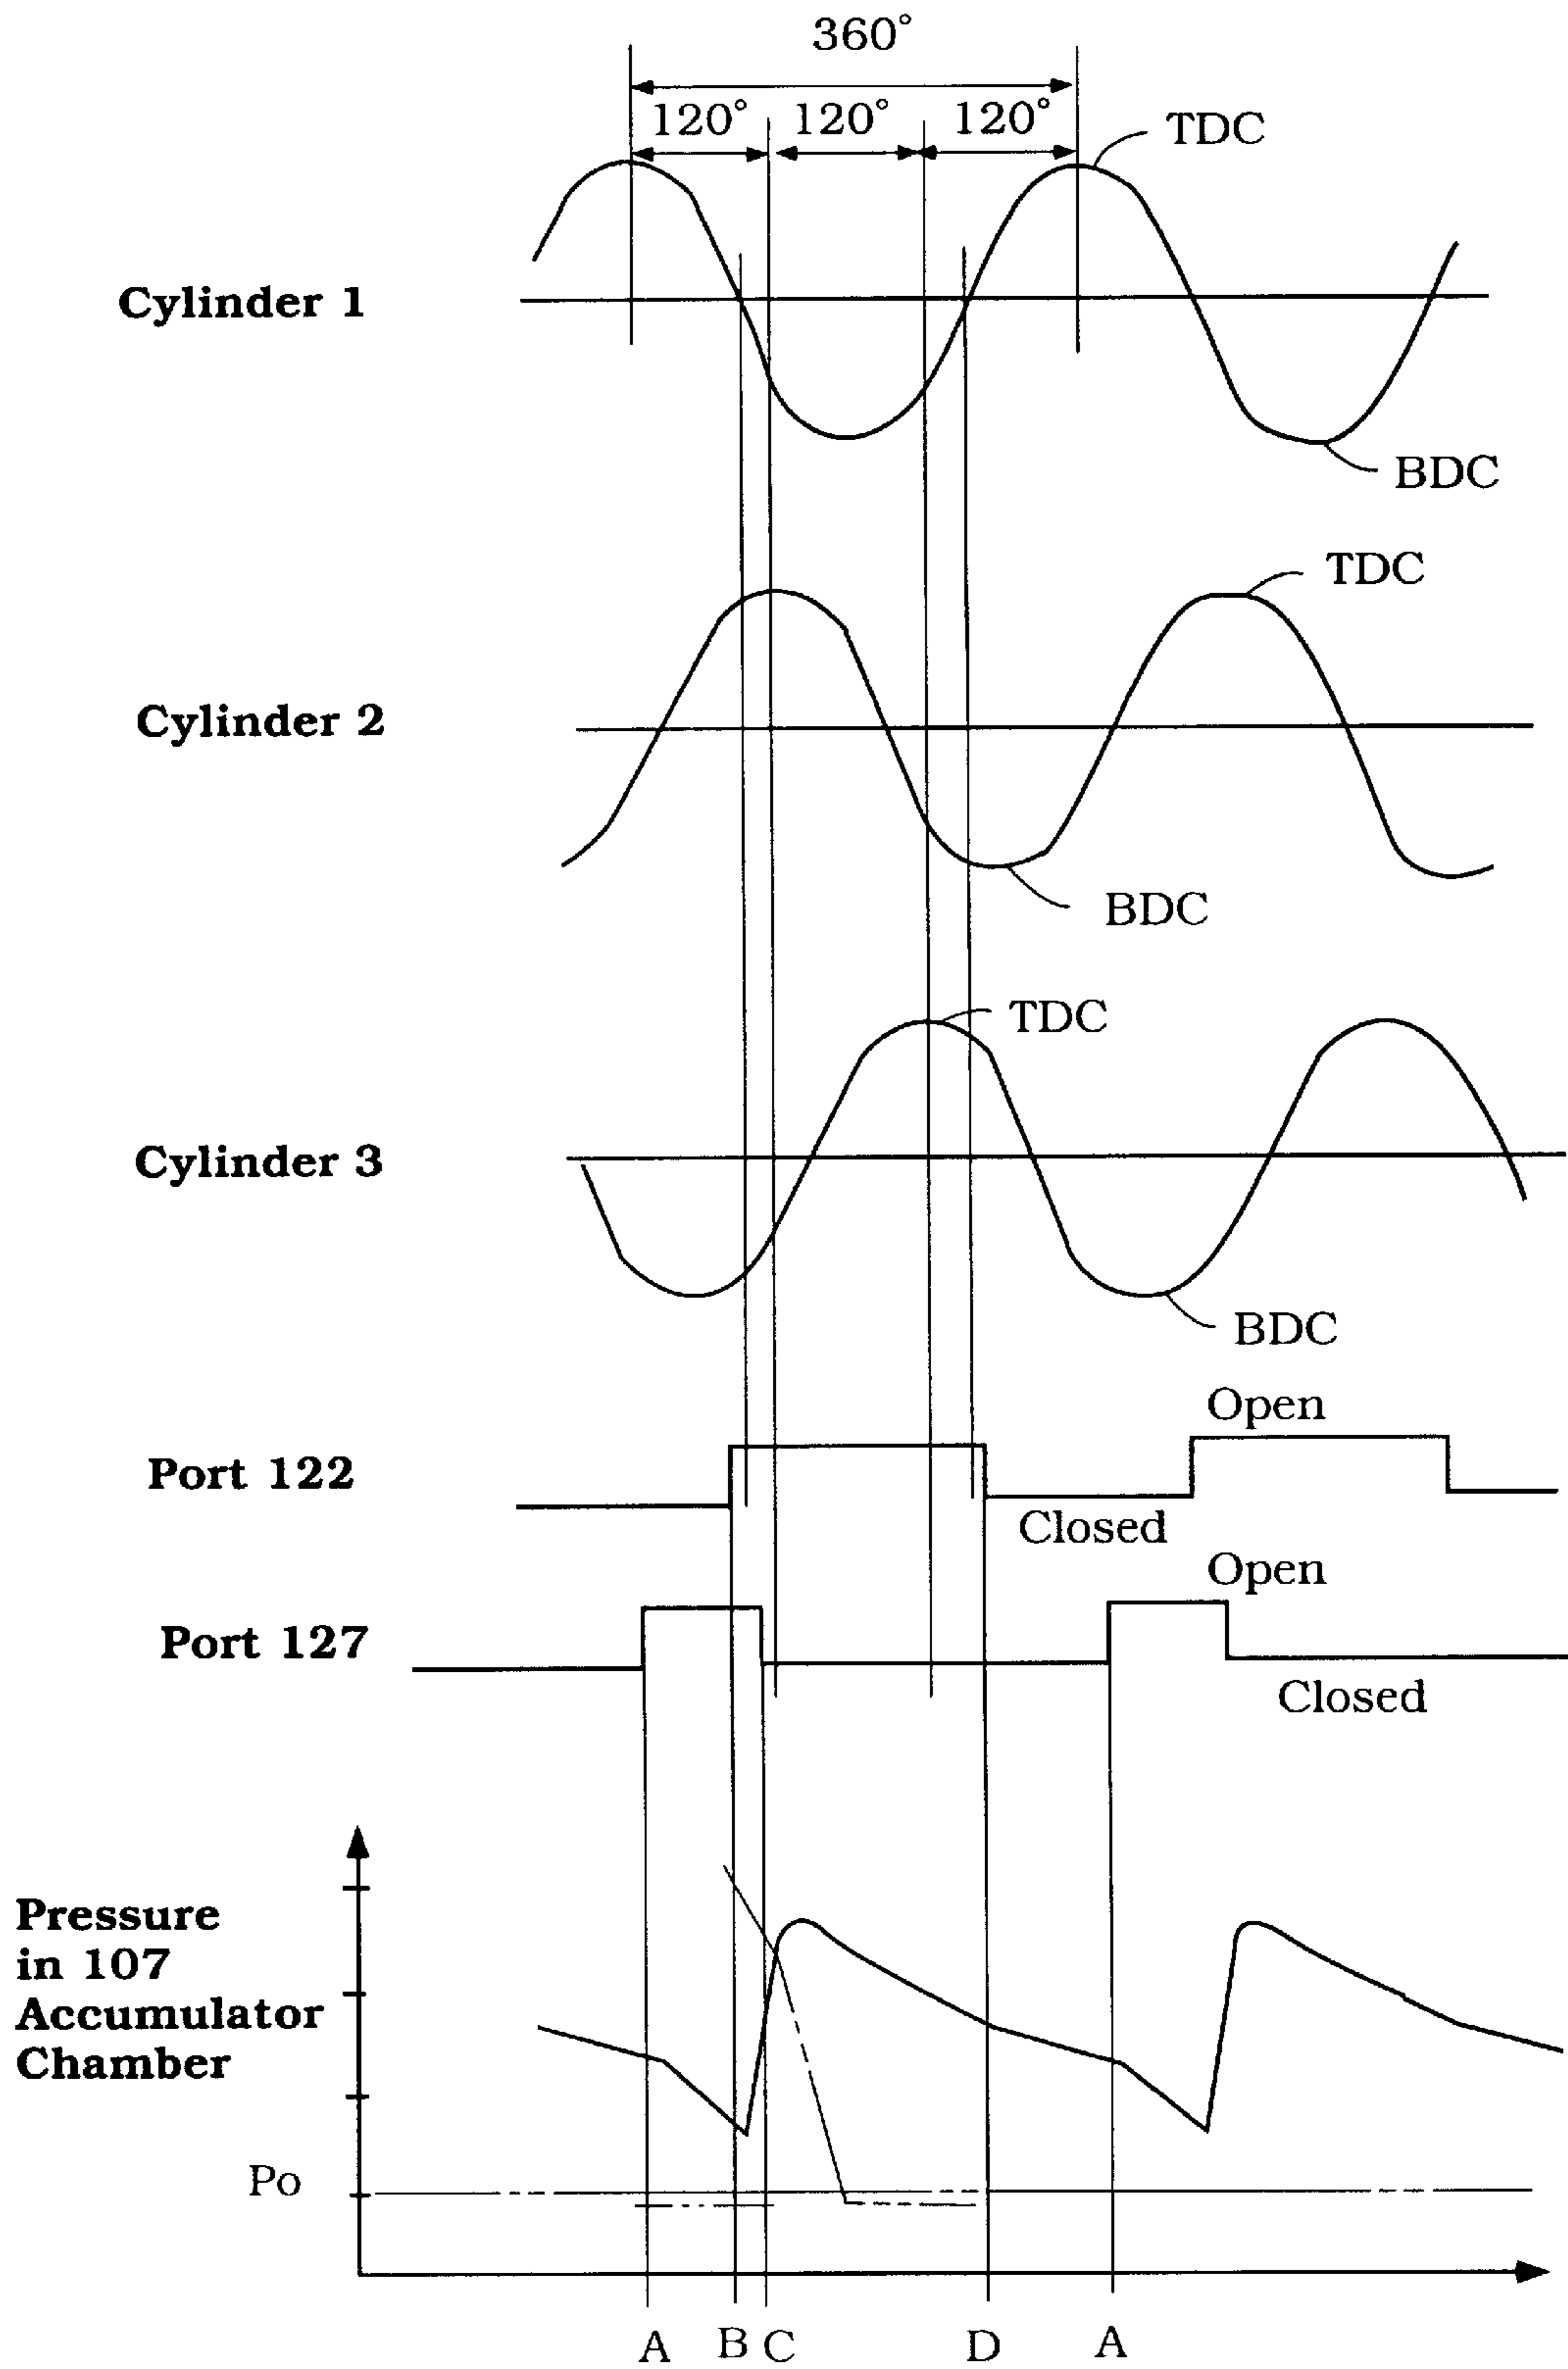 360°
120° 120° 120°
TDC
Cylinder 1
BDC
TDC
Cylinder 2
BDC
TDC
Cylinder 3
BDC
Open
Port 122
Closed
Open
Port 127
Closed
Pressure
in 107
Accumulator
Chamber
Po
A B C D A